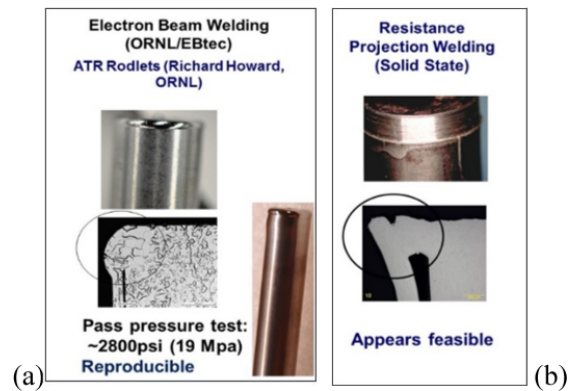 Electron Beam Welding
(ORNL/EBtec)
ATR Rodlets (Richard Howard,
ORNL)
Pass pressure test:
~2800psi (19 Mpa)
Reproducible
(a)
Resistance
Projection Welding
(Solid State)
Appears feasible
(b)